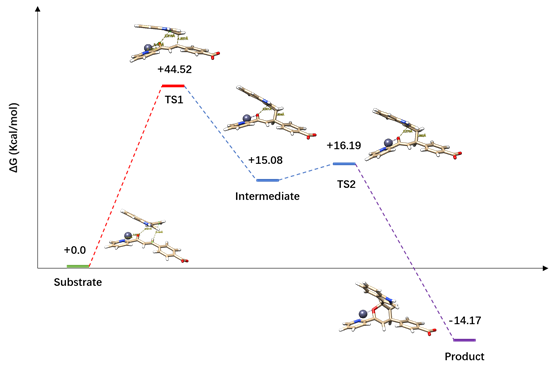 ΔG (Kcal/mol)
+44.52
TS1
+15.08
Intermediate
+16.19
TS2
+0.0
Substrate
-14.17
Product